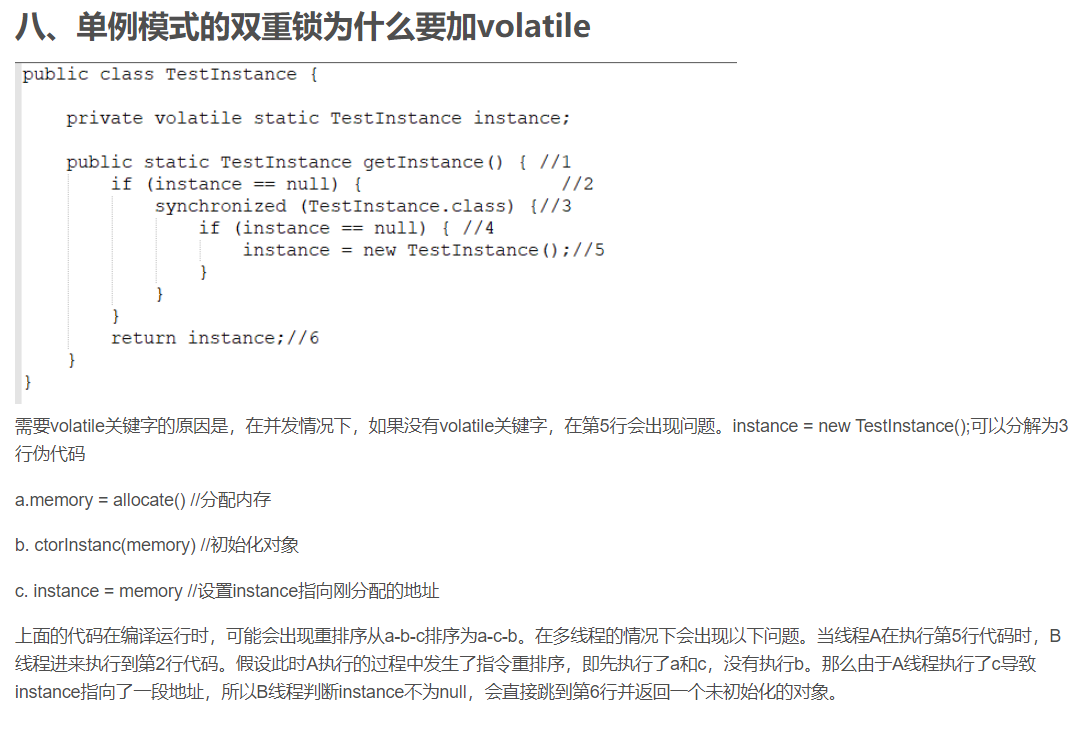 八、单例模式的双重锁为什么要加volatile
public class TestInstance {
private volatile static TestInstance instance;
public static TestInstance getInstance() { //1
if (instance == null) { //2
synchronized (TestInstance.class) {//3
if (instance == null) { //4
instance = new TestInstance();//5
}
}
}
return instance;//6
}
}
需要volatile关键字的原因是，在并发情况下，如果没有volatile关键字，在第5行会出现问题。instance = new TestInstance();可以分解为3
行伪代码
a.memory = allocate() //分配内存
b. ctorInstanc(memory) //初始化对象
c. instance = memory //设置instance指向刚分配的地址
上面的代码在编译运行时，可能会出现重排序从a-b-c排序为a-c-b。在多线程的情况下会出现以下问题。当线程A在执行第5行代码时，B
线程进来执行到第2行代码。假设此时A执行的过程中发生了指令重排序，即先执行了a和c，没有执行b。那么由于A线程执行了c导致
instance指向了一段地址，所以B线程判断instance不为null，会直接跳到第6行并返回一个未初始化的对象。